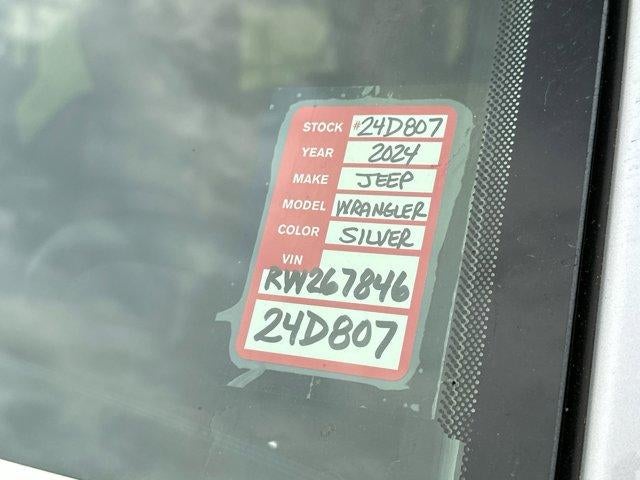 STOCK #24D807
YEAR 2024
MAKE JEEP
MODEL WRANGLER
COLOR SILVER
VIN
RW267846
24D807